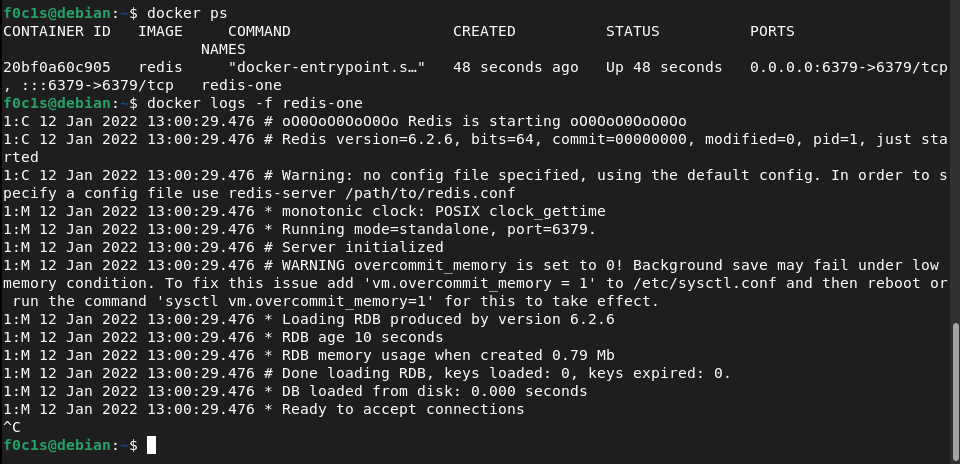 f0c1s@debian:~$ docker ps
CONTAINER ID   IMAGE     COMMAND                  CREATED          STATUS          PORTS
                      NAMES
20bf0a60c905   redis     "docker-entrypoint.s…"   48 seconds ago   Up 48 seconds   0.0.0.0:6379->6379/tcp
, :::6379->6379/tcp   redis-one
f0c1s@debian:~$ docker logs -f redis-one
1:C 12 Jan 2022 13:00:29.476 # oO0OoO0OoO0Oo Redis is starting oO0OoO0OoO0Oo
1:C 12 Jan 2022 13:00:29.476 # Redis version=6.2.6, bits=64, commit=00000000, modified=0, pid=1, just sta
rted
1:C 12 Jan 2022 13:00:29.476 # Warning: no config file specified, using the default config. In order to s
pecify a config file use redis-server /path/to/redis.conf
1:M 12 Jan 2022 13:00:29.476 * monotonic clock: POSIX clock_gettime
1:M 12 Jan 2022 13:00:29.476 * Running mode=standalone, port=6379.
1:M 12 Jan 2022 13:00:29.476 # Server initialized
1:M 12 Jan 2022 13:00:29.476 # WARNING overcommit_memory is set to 0! Background save may fail under low
memory condition. To fix this issue add 'vm.overcommit_memory = 1' to /etc/sysctl.conf and then reboot or
 run the command 'sysctl vm.overcommit_memory=1' for this to take effect.
1:M 12 Jan 2022 13:00:29.476 * Loading RDB produced by version 6.2.6
1:M 12 Jan 2022 13:00:29.476 * RDB age 10 seconds
1:M 12 Jan 2022 13:00:29.476 * RDB memory usage when created 0.79 Mb
1:M 12 Jan 2022 13:00:29.476 # Done loading RDB, keys loaded: 0, keys expired: 0.
1:M 12 Jan 2022 13:00:29.476 * DB loaded from disk: 0.000 seconds
1:M 12 Jan 2022 13:00:29.476 * Ready to accept connections
^C
f0c1s@debian:~$